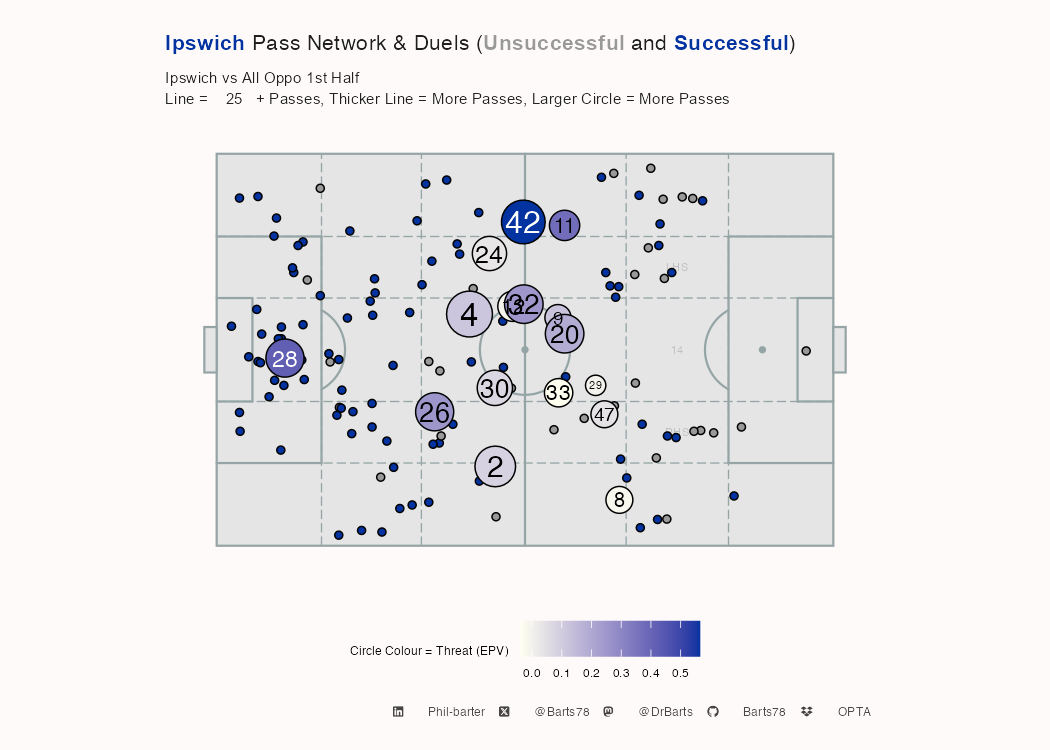 Ipswich Pass Network & Duels (Unsuccessful and Successful)
Ipswich vs All Oppo 1st Half
Line = 25 + Passes, Thicker Line = More Passes, Larger Circle = More Passes
42
11
24
LHS
32
4
9
20
14
28
29
30
33
26
47
RHS
2
8
Circle Colour = Threat (EPV)
0.0 0.1 0.2 0.3 0.4 0.5
Phil-barter @Barts78 @DrBarts Barts78 OPTA